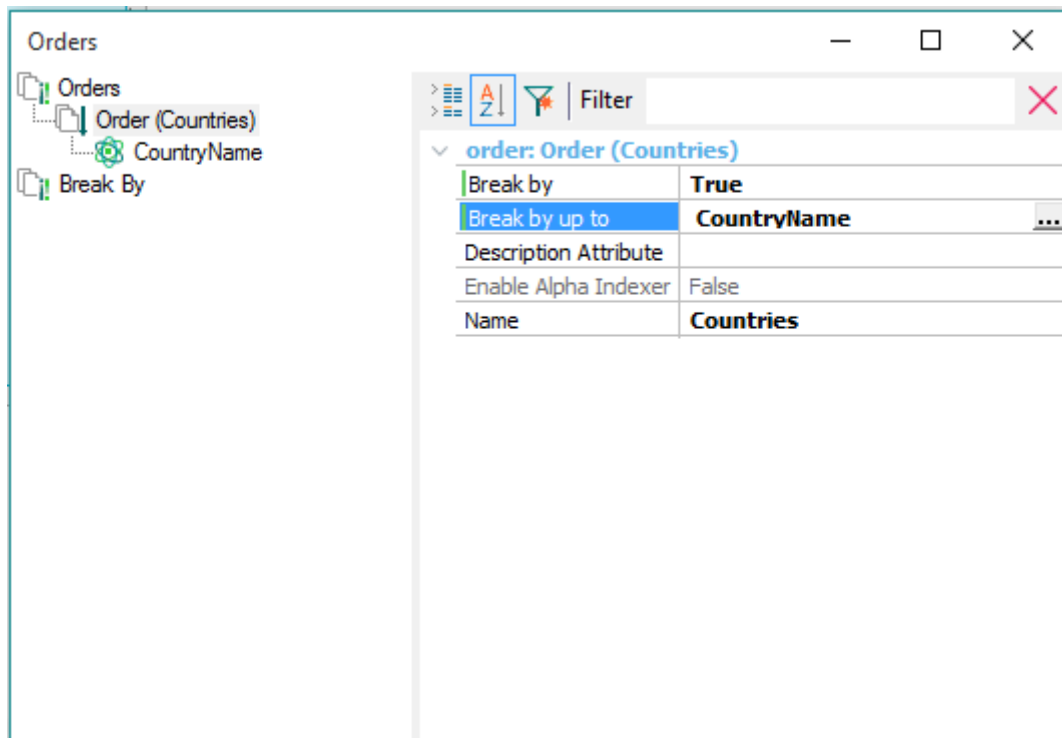 Orders
Orders
Order (Countries)
CountryName
Break By
A
Z
Filter
order: Order (Countries)
Break by True
Break by up to CountryName ...
Description Attribute
Enable Alpha Indexer False
Name Countries